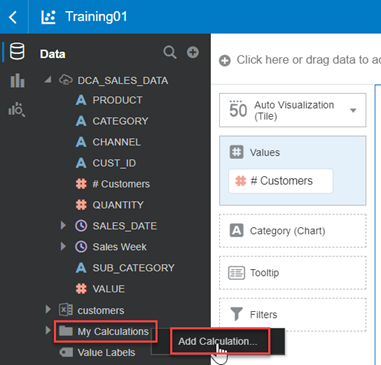 Training01
Data
DCA_SALES_DATA
PRODUCT
CATEGORY
CHANNEL
CUST_ID
# Customers
QUANTITY
SALES_DATE
Sales Week
SUB_CATEGORY
VALUE
customers
My Calculations
Value Labels
Add Calculation...
Click here or drag data to a
50 Auto Visualization
(Tile)
Values
# Customers
Category (Chart)
Tooltip
Filters